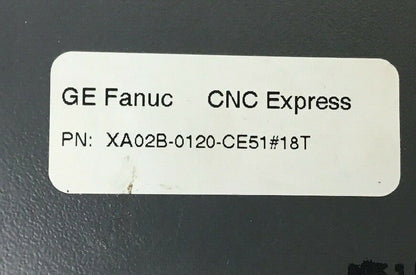 GE Fanuc CNC Express
PN: XA02B-0120-CE51#18T